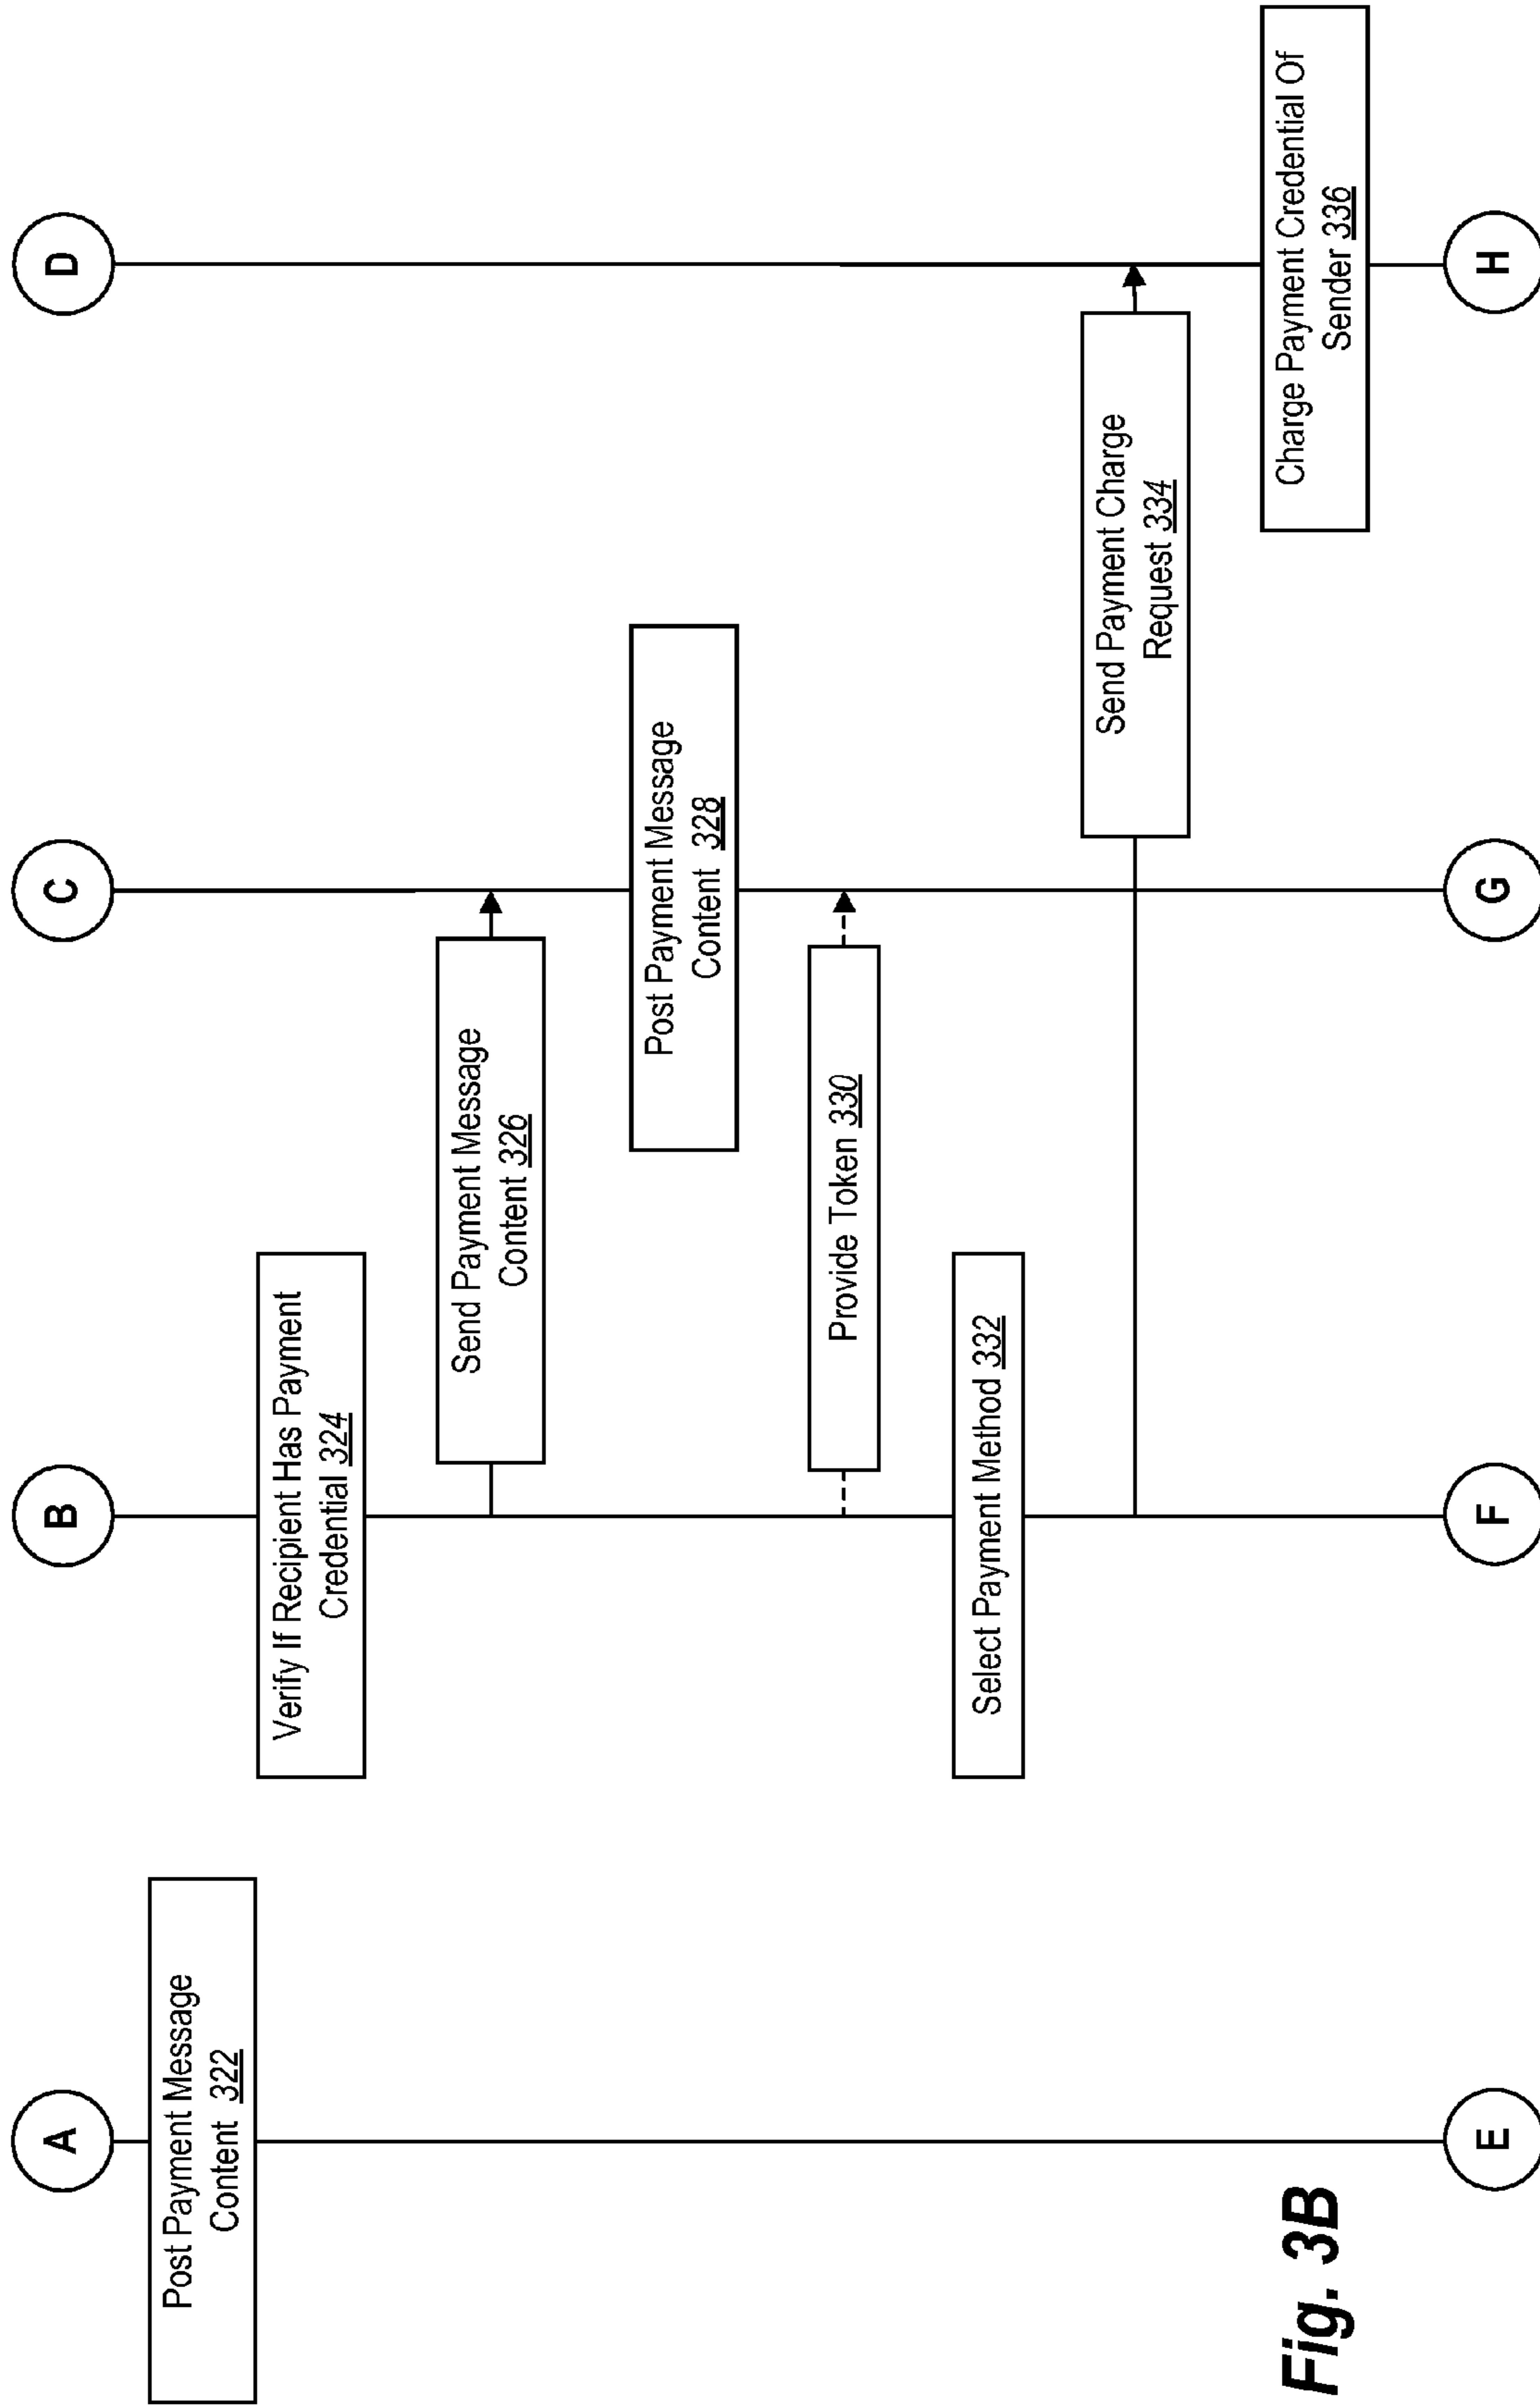 A
B
C
D
Post Payment Message
Content 322
Verify If Recipient Has Payment
Credential 324
Send Payment Message
Content 326
Post Payment Message
Content 328
Provide Token 330
Select Payment Method 332
Send Payment Charge
Request 334
Charge Payment Credential Of
Sender 336
E
F
G
H
Fig. 3B